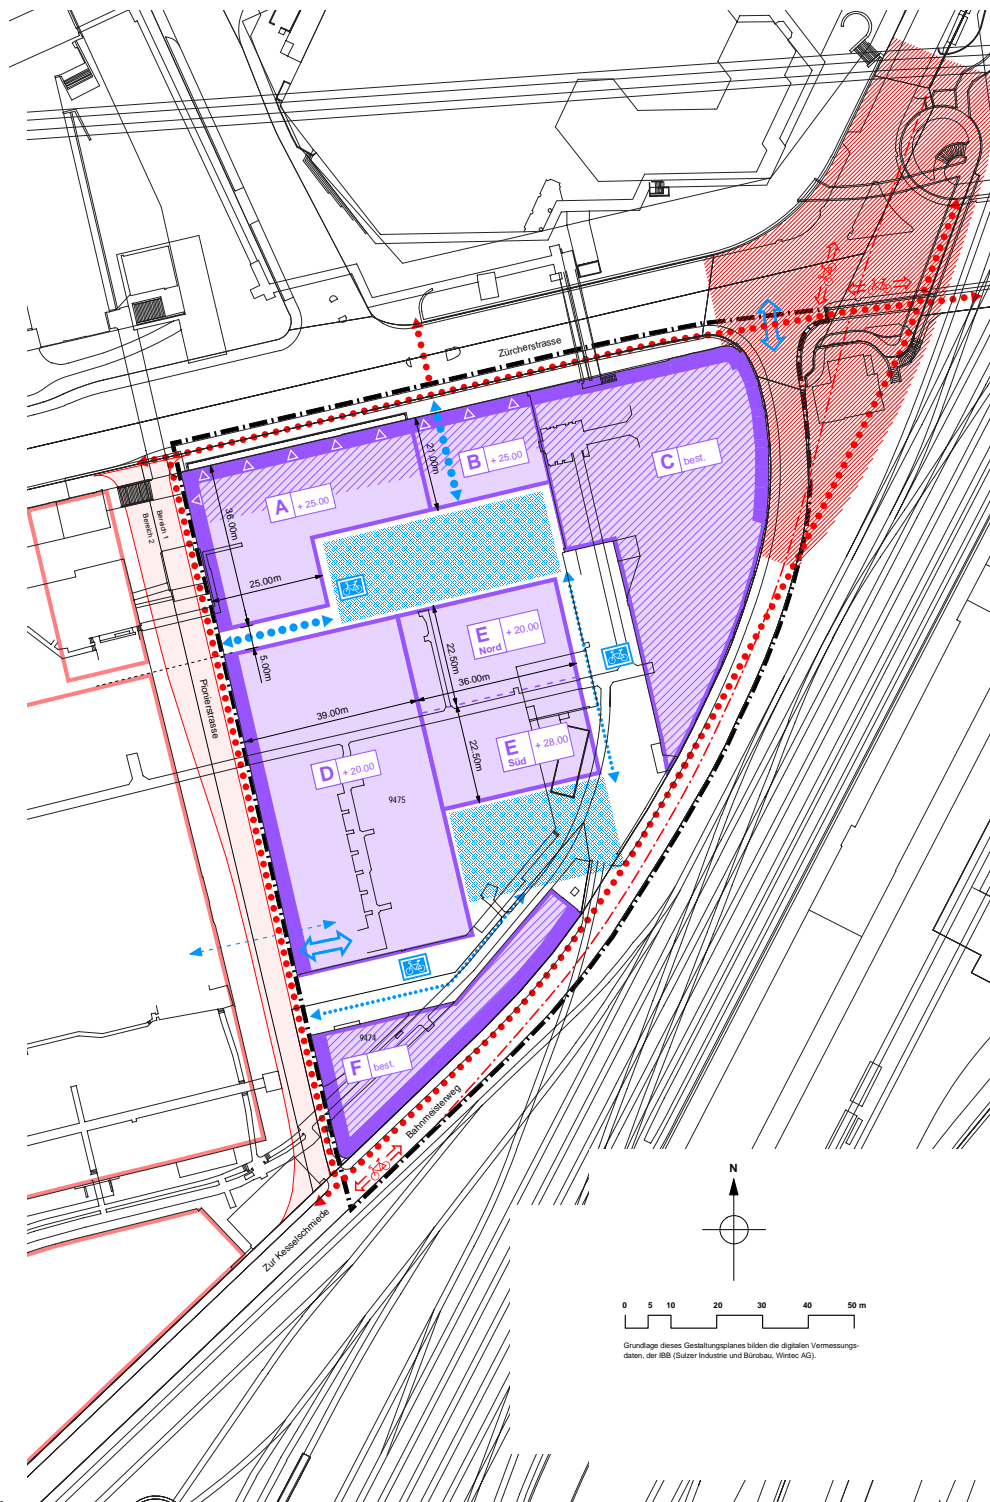 Zürcherstrasse
A + 25.00
B + 25.00
C best.
21.00m
36.00m
Bereich 1
Bereich 2
25.00m
5.00m
E Nord + 20.00
22.50m
36.00m
39.00m
Pionierstrasse
E Süd + 28.00
22.50m
D + 20.00
9475
9474
F best.
Bahnmeisterweg
Zur Kesselschmiede
N
0 5 10 20 30 40 50 m
Grundlage dieses Gestaltungsplanes bilden die digitalen Vermessungs-
daten, der IBB (Sulzer Industrie und Bürobau, Wintec AG).